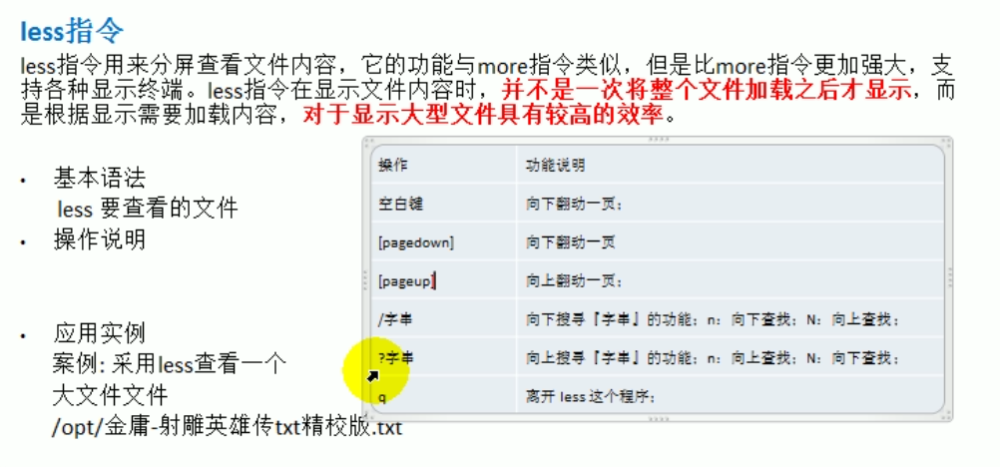 less指令
less指令用来分屏查看文件内容，它的功能与more指令类似，但是比more指令更加强大，支
持各种显示终端。less指令在显示文件内容时，并不是一次将整个文件加载之后才显示，而
是根据显示需要加载内容，对于显示大型文件具有较高的效率。
• 基本语法
less 要查看的文件
• 操作说明
操作 功能说明
空白键 向下翻动一页；
[pagedown] 向下翻动一页
[pageup] 向上翻动一页；
/字串 向下搜寻『字串』的功能；n：向下查找；N：向上查找；
?字串 向上搜寻『字串』的功能；n：向上查找；N：向下查找；
q 离开 less 这个程序；
• 应用实例
案例: 采用less查看一个
大文件文件
/opt/金庸-射雕英雄传txt精校版.txt